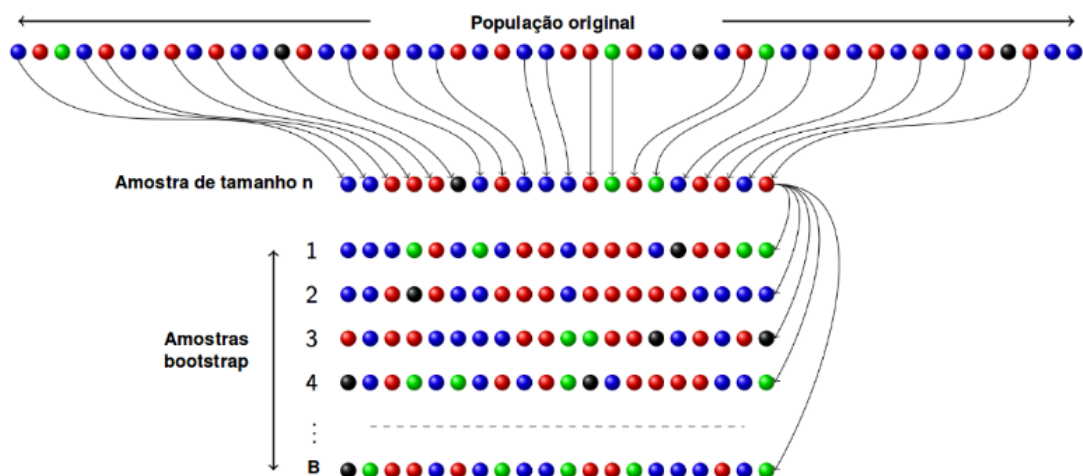 População original
Amostra de tamanho n
1
2
Amostras
bootstrap
3
4
⋮
B